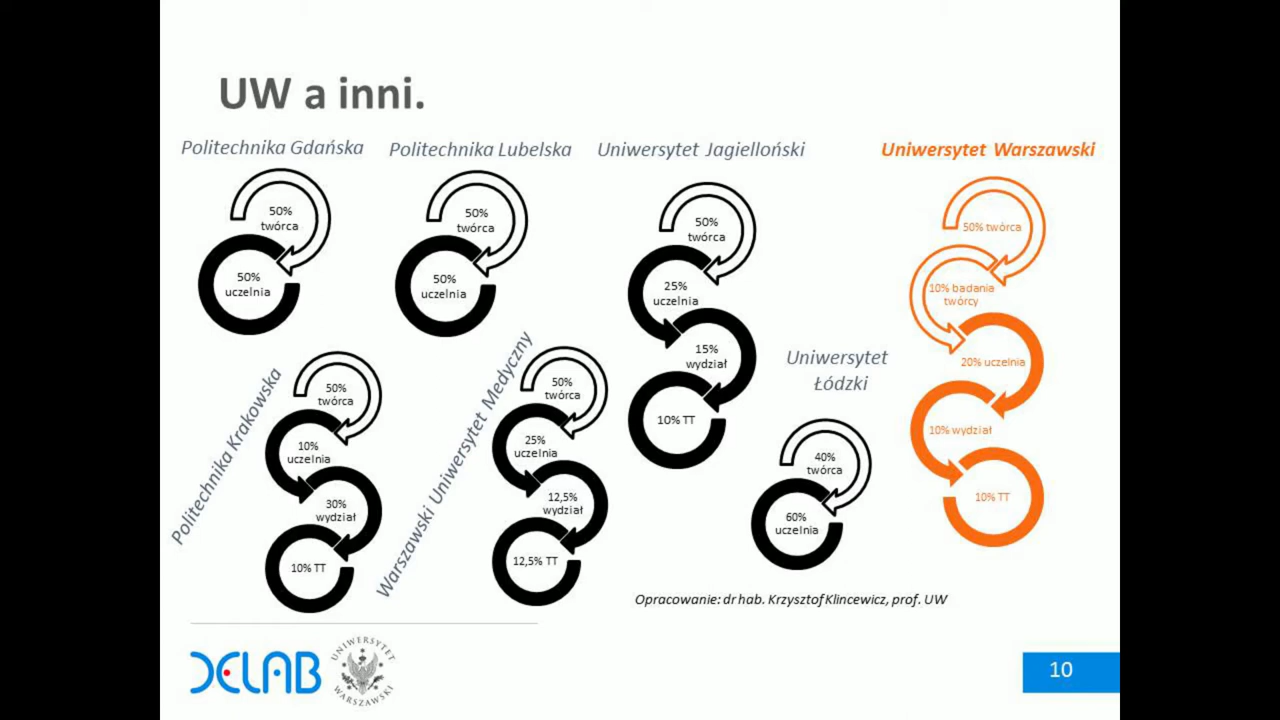 UW a inni.
Politechnika Gdańska
50%
twórca
50%
uczelnia
Politechnika Lubelska
50%
twórca
50%
uczelnia
Uniwersytet Jagielloński
50%
twórca
25%
uczelnia
15%
wydział
10% TT
Uniwersytet Warszawski
50% twórca
10% badania
twórcy
20% uczelnia
10% wydział
10% TT
Politechnika Krakowska
50%
twórca
10%
uczelnia
30%
wydział
10% TT
Warszawski Uniwersytet Medyczny
50%
twórca
25%
uczelnia
12,5%
wydział
12,5% TT
Uniwersytet
Łódzki
40%
twórca
60%
uczelnia
Opracowanie: dr hab. Krzysztof Klincewicz, prof. UW
DELAB
UNIWERSYTET
WARSZAWSKI
10